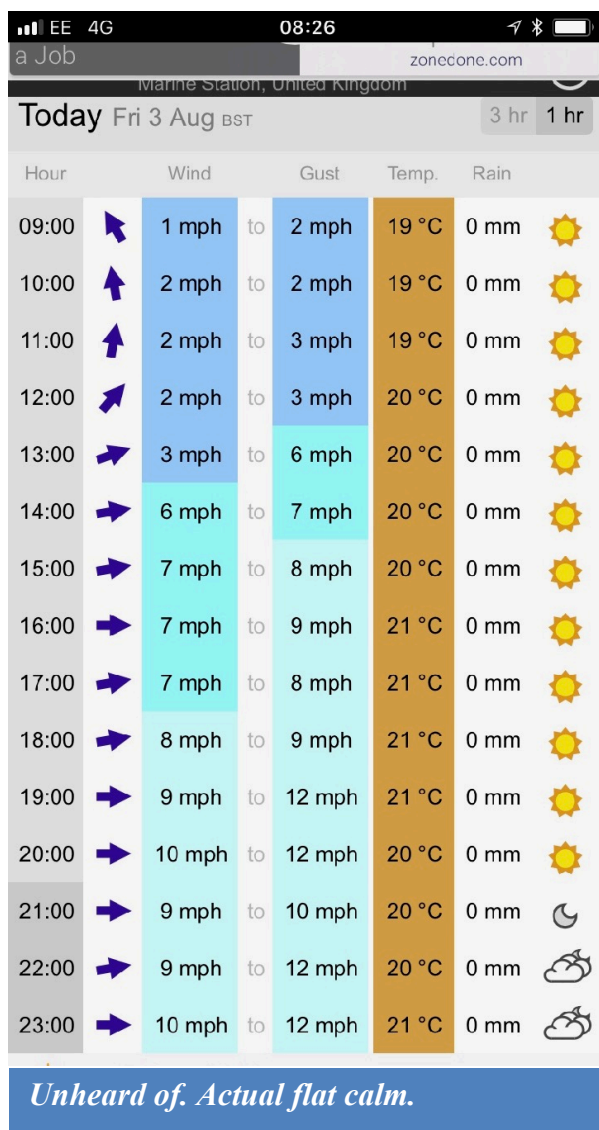 EE 4G 08:26
a Job zonedone.com
Marine Station, United Kingdom
Today Fri 3 Aug BST 3 hr 1 hr
Hour Wind Gust Temp. Rain
09:00 1 mph to 2 mph 19 °C 0 mm
10:00 2 mph to 2 mph 19 °C 0 mm
11:00 2 mph to 3 mph 19 °C 0 mm
12:00 2 mph to 3 mph 20 °C 0 mm
13:00 3 mph to 6 mph 20 °C 0 mm
14:00 6 mph to 7 mph 20 °C 0 mm
15:00 7 mph to 8 mph 20 °C 0 mm
16:00 7 mph to 9 mph 21 °C 0 mm
17:00 7 mph to 8 mph 21 °C 0 mm
18:00 8 mph to 9 mph 21 °C 0 mm
19:00 9 mph to 12 mph 21 °C 0 mm
20:00 10 mph to 12 mph 20 °C 0 mm
21:00 9 mph to 10 mph 20 °C 0 mm
22:00 9 mph to 12 mph 20 °C 0 mm
23:00 10 mph to 12 mph 21 °C 0 mm
Unheard of. Actual flat calm.